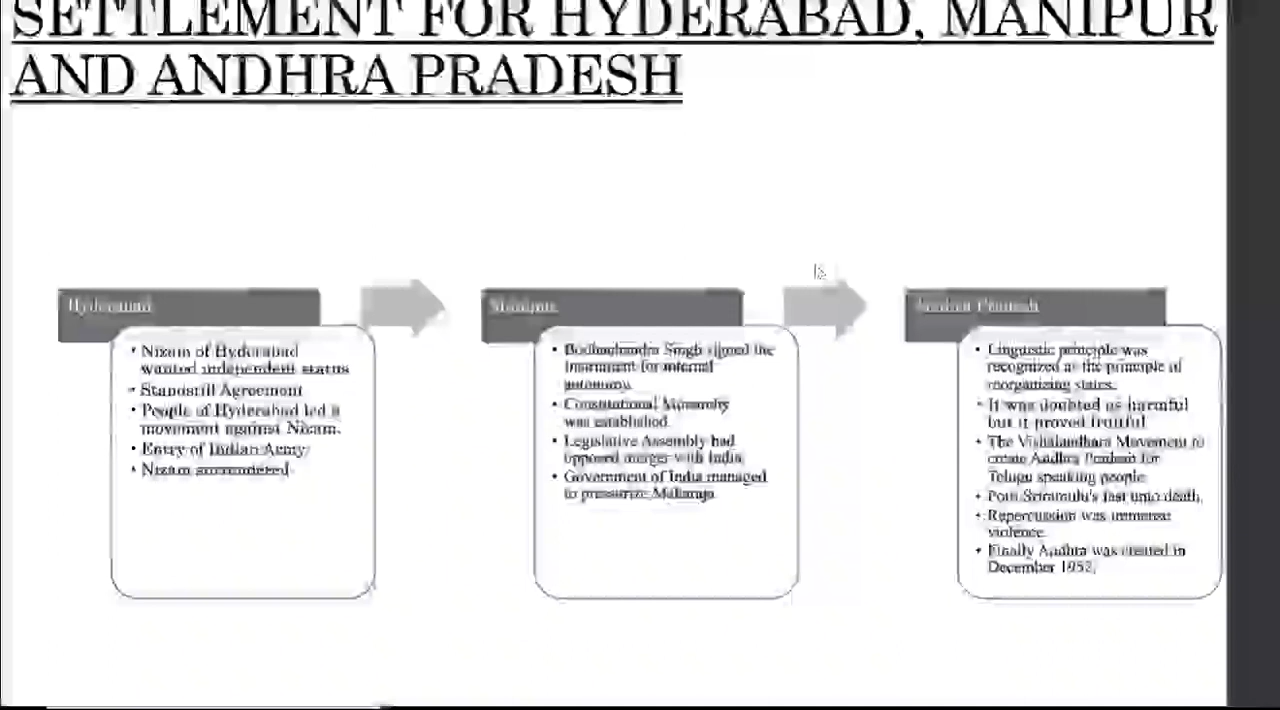 SETTLEMENT FOR HYDERABAD, MANIPUR
AND ANDHRA PRADESH
Hyderabad
• Nizam of Hyderabad
wanted independent status
• Standstill Agreement
• People of Hyderabad led a
movement against Nizam.
• Entry of Indian Army
• Nizam surrendered
Manipur
• Bodhachandra Singh signed the
Instrument for internal
autonomy.
• Constitutional Monarchy
was established.
• Legislative Assembly had
opposed merger with India
• Government of India managed
to pressurize Maharaja
Andhra Pradesh
• Linguistic principle was
recognized as the principle of
reorganizing states.
• It was doubted as harmful
but it proved fruitful
• The Vishalandhra Movement to
create Andhra Pradesh for
Telugu speaking people
• Potti Sriramulu's fast unto death.
• Repercussion was immense
violence.
• Finally Andhra was created in
December 1952.